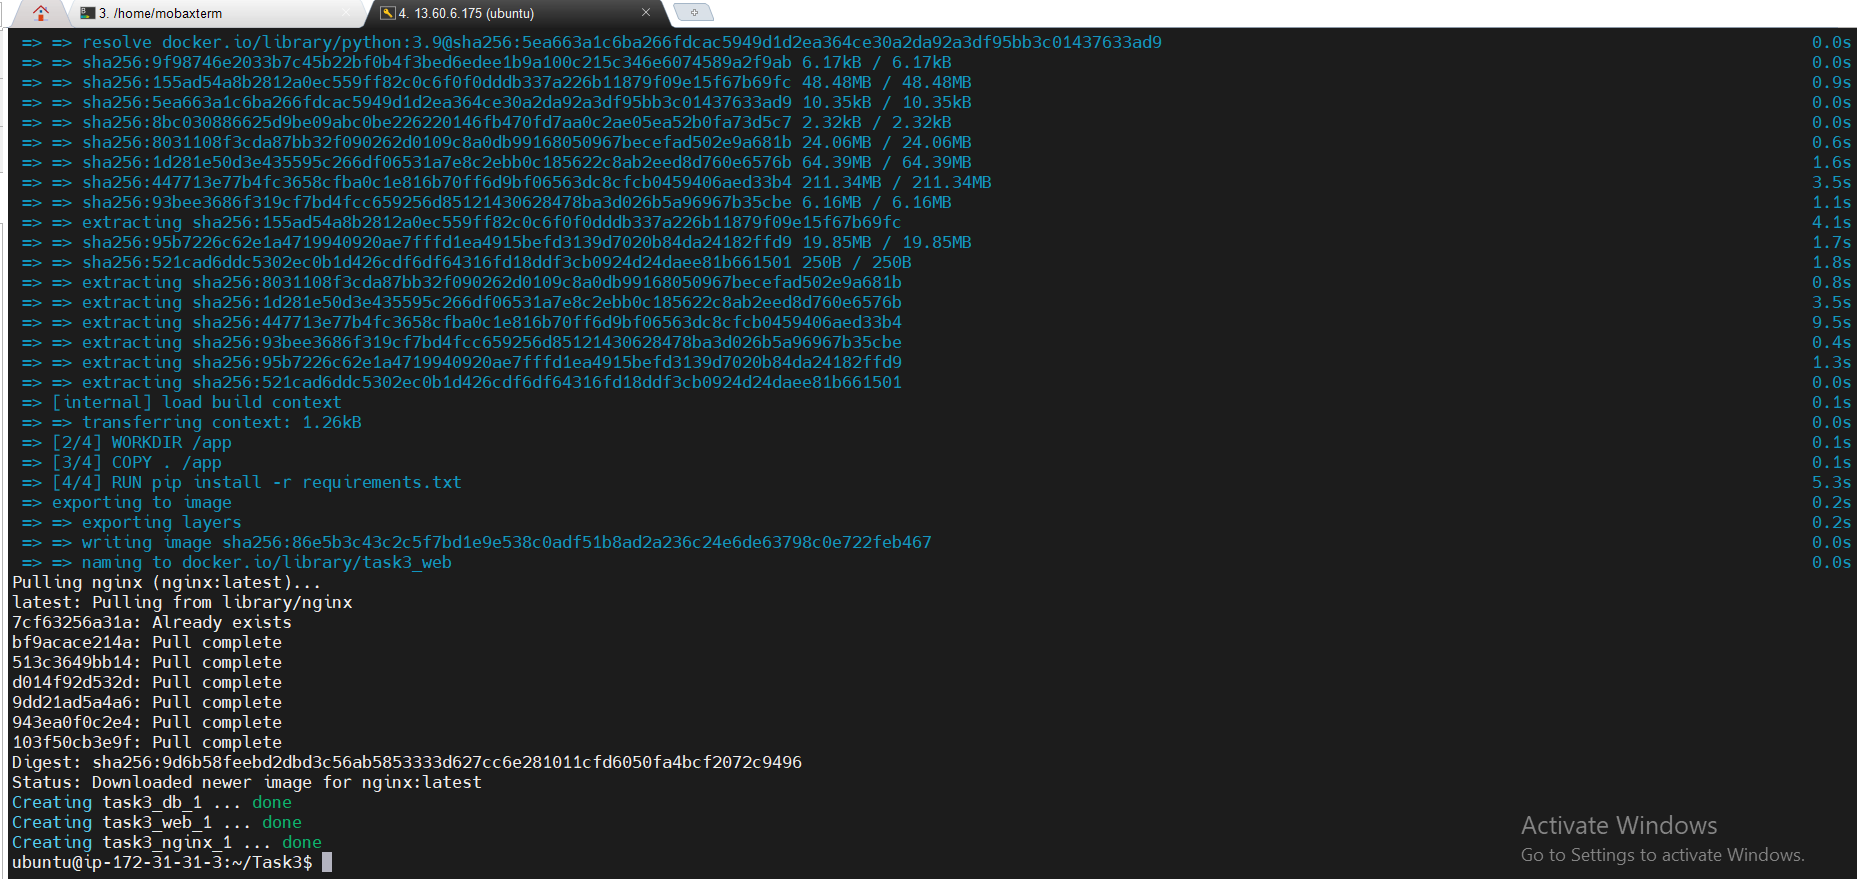 3. /home/mobaxterm
4. 13.60.6.175 (ubuntu)
=> => resolve docker.io/library/python:3.9@sha256:5ea663a1c6ba266fdcac5949d1d2ea364ce30a2da92a3df95bb3c01437633ad9 0.0s
=> => sha256:9f98746e2033b7c45b22bf0b4f3bed6edee1b9a100c215c346e6074589a2f9ab 6.17kB / 6.17kB 0.0s
=> => sha256:155ad54a8b2812a0ec559ff82c0c6f0f0dddb337a226b11879f09e15f67b69fc 48.48MB / 48.48MB 0.9s
=> => sha256:5ea663a1c6ba266fdcac5949d1d2ea364ce30a2da92a3df95bb3c01437633ad9 10.35kB / 10.35kB 0.0s
=> => sha256:8bc030886625d9be09abc0be226220146fb470fd7aa0c2ae05ea52b0fa73d5c7 2.32kB / 2.32kB 0.0s
=> => sha256:8031108f3cda87bb32f090262d0109c8a0db99168050967becefad502e9a681b 24.06MB / 24.06MB 0.6s
=> => sha256:1d281e50d3e435595c266df06531a7e8c2ebb0c185622c8ab2eed8d760e6576b 64.39MB / 64.39MB 1.6s
=> => sha256:447713e77b4fc3658cfba0c1e816b70ff6d9bf06563dc8cfcb0459406aed33b4 211.34MB / 211.34MB 3.5s
=> => sha256:93bee3686f319cf7bd4fcc659256d85121430628478ba3d026b5a96967b35cbe 6.16MB / 6.16MB 1.1s
=> => extracting sha256:155ad54a8b2812a0ec559ff82c0c6f0f0dddb337a226b11879f09e15f67b69fc 4.1s
=> => sha256:95b7226c62e1a4719940920ae7fffd1ea4915befd3139d7020b84da24182ffd9 19.85MB / 19.85MB 1.7s
=> => sha256:521cad6ddc5302ec0b1d426cdf6df64316fd18ddf3cb0924d24daee81b661501 250B / 250B 1.8s
=> => extracting sha256:8031108f3cda87bb32f090262d0109c8a0db99168050967becefad502e9a681b 0.8s
=> => extracting sha256:1d281e50d3e435595c266df06531a7e8c2ebb0c185622c8ab2eed8d760e6576b 3.5s
=> => extracting sha256:447713e77b4fc3658cfba0c1e816b70ff6d9bf06563dc8cfcb0459406aed33b4 9.5s
=> => extracting sha256:93bee3686f319cf7bd4fcc659256d85121430628478ba3d026b5a96967b35cbe 0.4s
=> => extracting sha256:95b7226c62e1a4719940920ae7fffd1ea4915befd3139d7020b84da24182ffd9 1.3s
=> => extracting sha256:521cad6ddc5302ec0b1d426cdf6df64316fd18ddf3cb0924d24daee81b661501 0.0s
=> [internal] load build context 0.1s
=> => transferring context: 1.26kB 0.0s
=> [2/4] WORKDIR /app 0.1s
=> [3/4] COPY . /app 0.1s
=> [4/4] RUN pip install -r requirements.txt 5.3s
=> exporting to image 0.2s
=> => exporting layers 0.2s
=> => writing image sha256:86e5b3c43c2c5f7bd1e9e538c0adf51b8ad2a236c24e6de63798c0e722feb467 0.0s
=> => naming to docker.io/library/task3_web 0.0s
Pulling nginx (nginx:latest)...
latest: Pulling from library/nginx
7cf63256a31a: Already exists
bf9acace214a: Pull complete
513c3649bb14: Pull complete
d014f92d532d: Pull complete
9dd21ad5a4a6: Pull complete
943ea0f0c2e4: Pull complete
103f50cb3e9f: Pull complete
Digest: sha256:9d6b58feebd2dbd3c56ab5853333d627cc6e281011cfd6050fa4bcf2072c9496
Status: Downloaded newer image for nginx:latest
Creating task3_db_1 ... done
Creating task3_web_1 ... done
Creating task3_nginx_1 ... done
ubuntu@ip-172-31-31-3:~/Task3$
Activate Windows
Go to Settings to activate Windows.